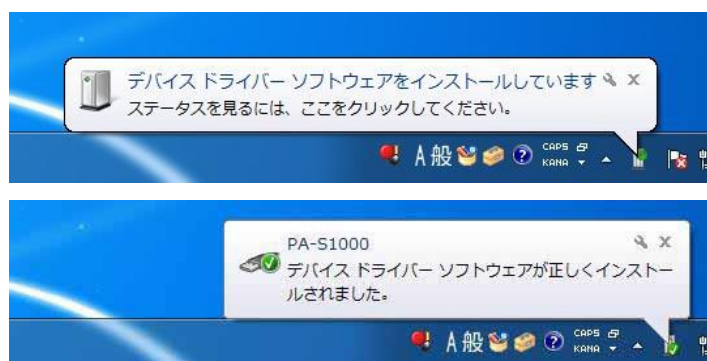 デバイス ドライバー ソフトウェアをインストールしています
ステータスを見るには、ここをクリックしてください。
A 般 CAPS
KANA
PA-S1000
デバイス ドライバー ソフトウェアが正しくインストー
ルされました。
A 般 CAPS
KANA